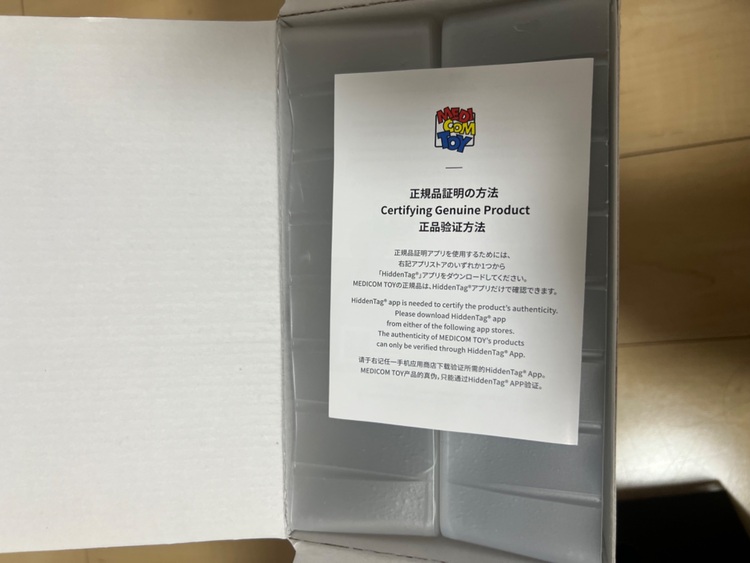 MEDI
COM
TOY
正規品証明の方法
Certifying Genuine Product
正品验证方法
正規品証明アプリを使用するためには、
右記アプリストアのいずれか1つから
「HiddenTag®」アプリをダウンロードしてください。
MEDICOM TOYの正規品は、HiddenTag®アプリだけで確認できます。
HiddenTag® app is needed to certify the product's authenticity.
Please download HiddenTag® app
from either of the following app stores.
The authenticity of MEDICOM TOY's products
can only be verified through HiddenTag® App.
请于右记任一手机应用商店下载验证所需的HiddenTag® App。
MEDICOM TOY产品的真伪，只能通过HiddenTag® APP验证。